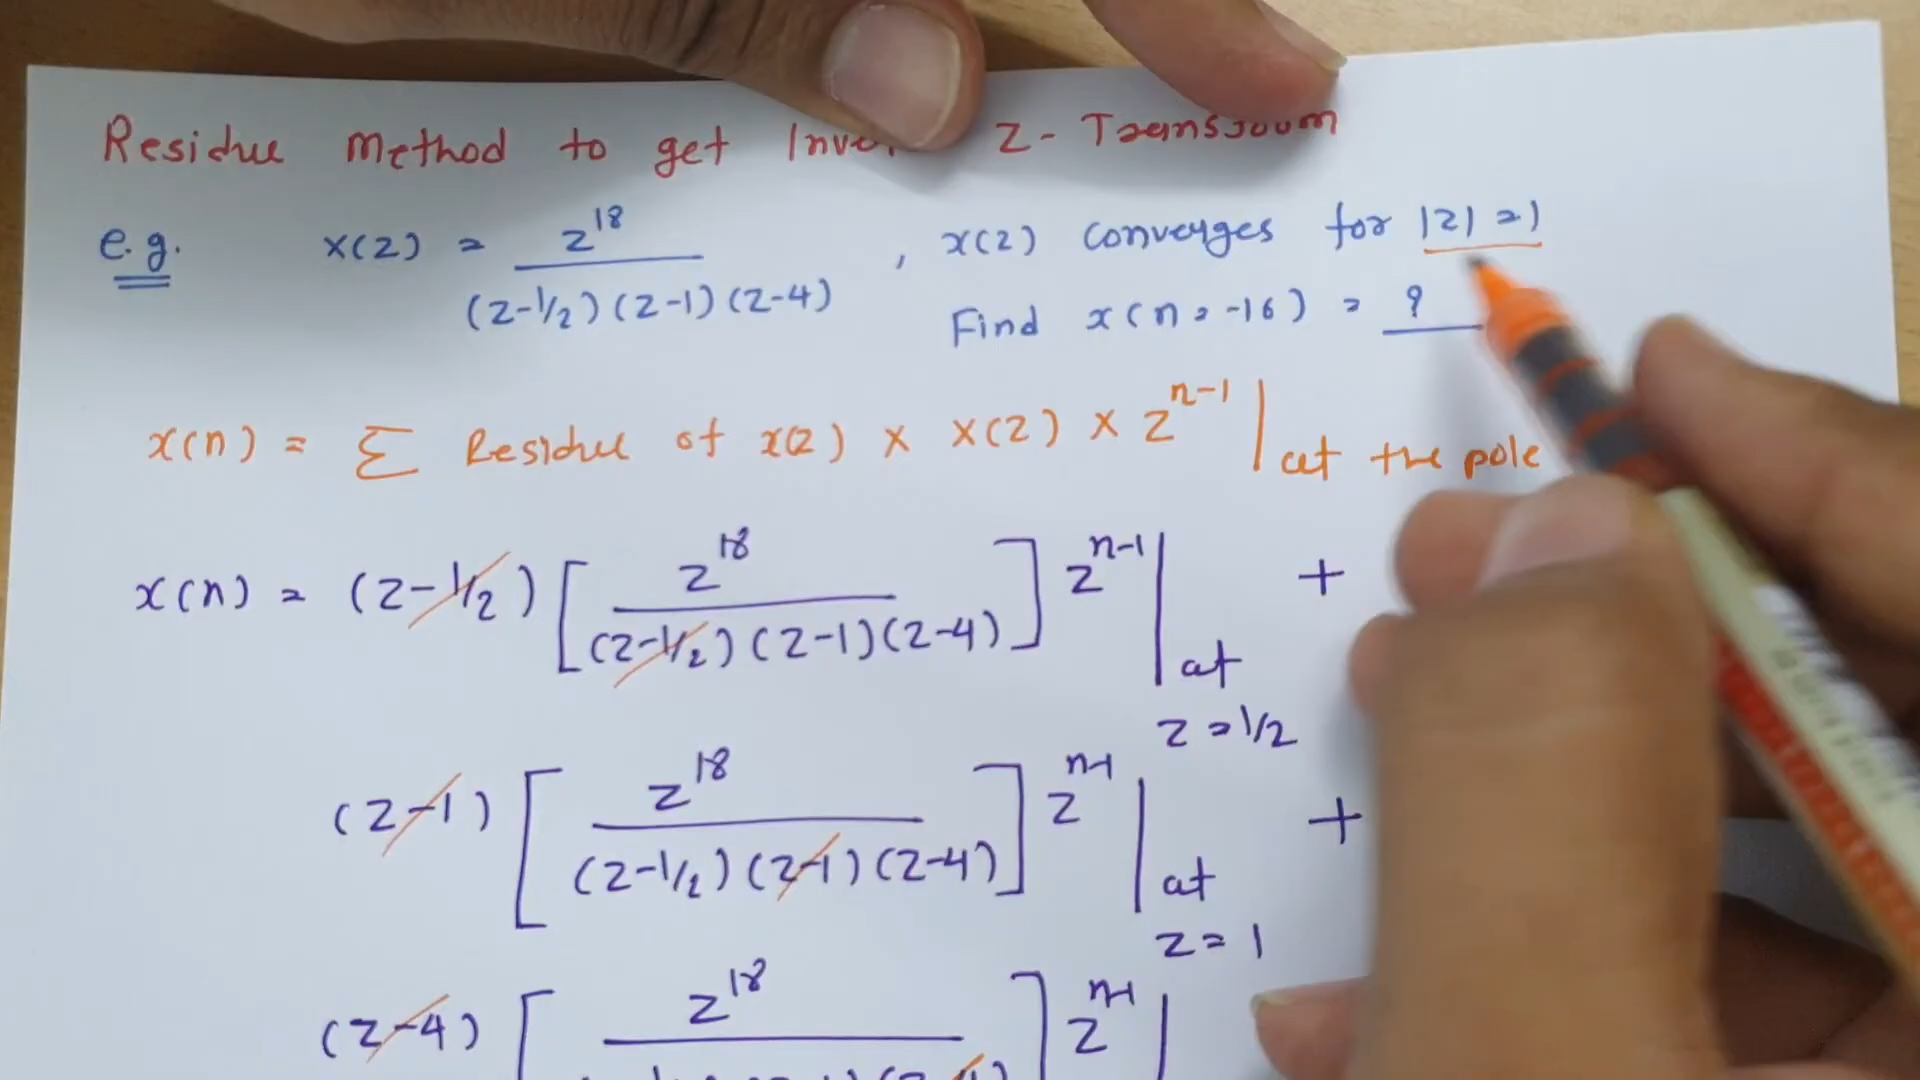 Residue Method to get Z-Transform
e.g. X(z) = z^18 / (z-1/2)(z-1)(z-4) , X(z) converges for |z|=1
Find x(n=-16) = ?
x(n) = Σ Residue of X(z) × X(z) × z^n-1 | at the pole
x(n) = (z-1/2) [ z^18 / (z-1/2)(z-1)(z-4) ] z^n-1 | at z=1/2 +
(z-1) [ z^18 / (z-1/2)(z-1)(z-4) ] z^n-1 | at z=1 +
(z-4) [ z^18 ] z^n-1 |